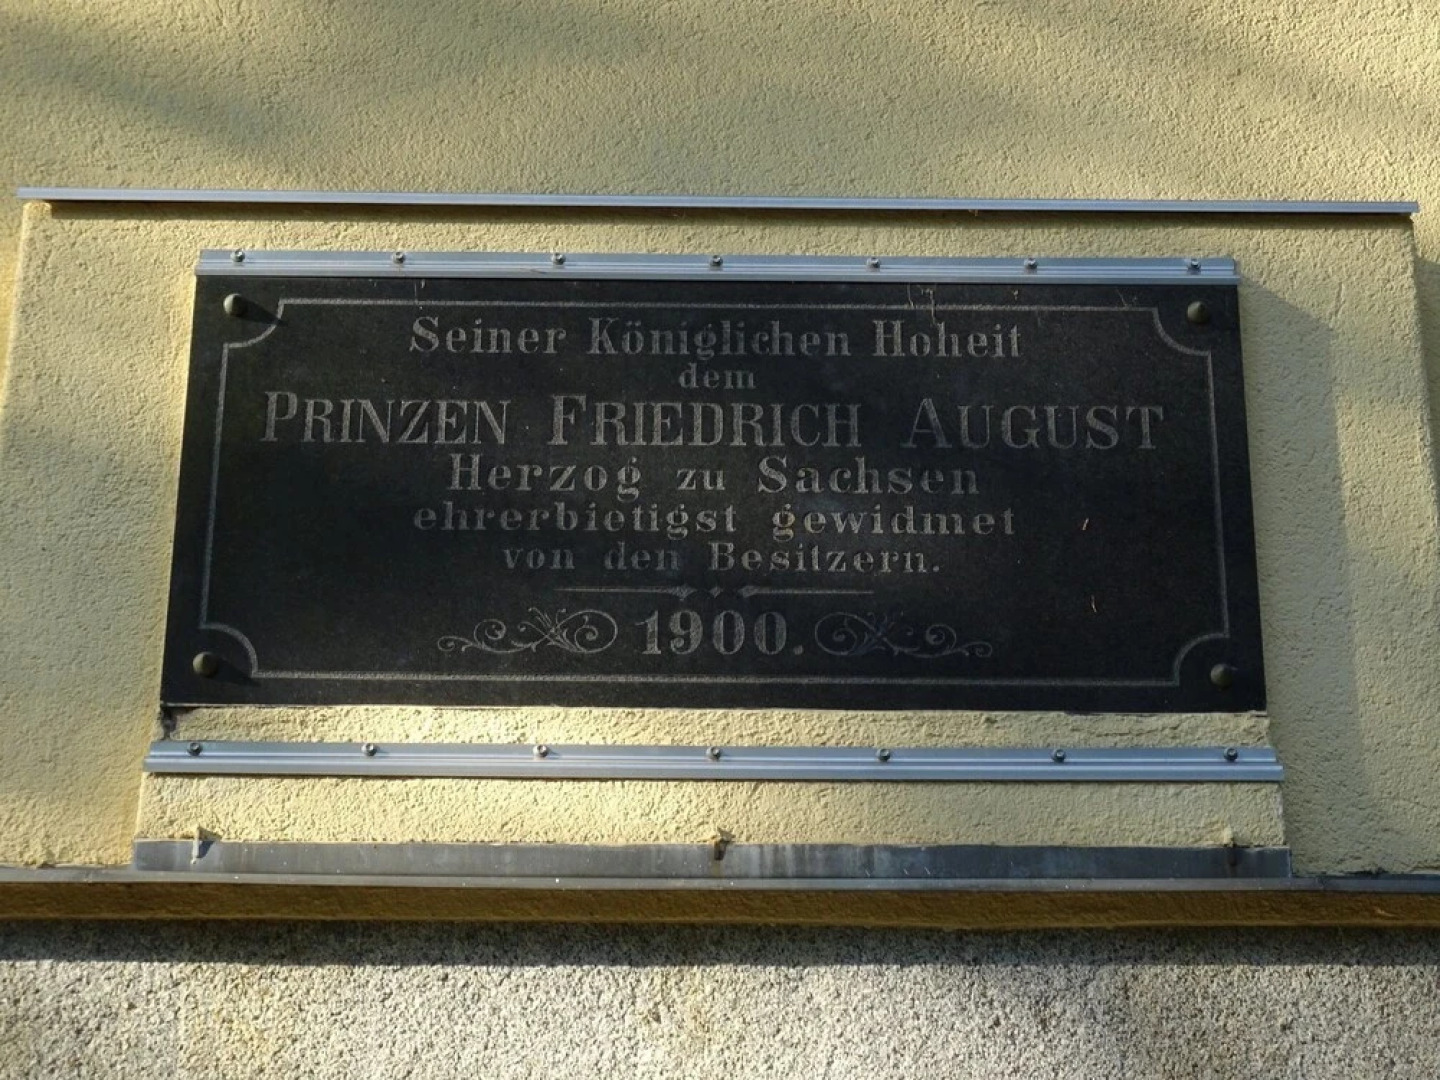 Seiner Königlichen Hoheit
dem
PRINZEN FRIEDRICH AUGUST
Herzog zu Sachsen
ehrerbietigst gewidmet
von den Besitzern.
1900.